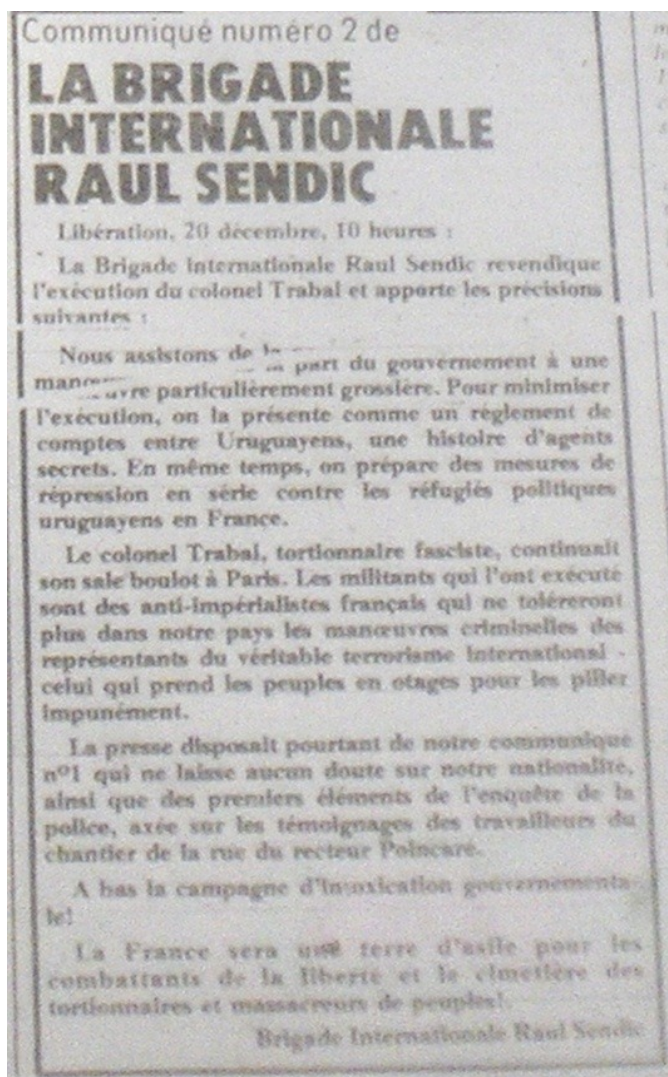 Communiqué numéro 2 de
LA BRIGADE
INTERNATIONALE
RAUL SENDIC
Libération, 20 décembre, 10 heures :
La Brigade Internationale Raul Sendic revendique
l'exécution du colonel Trabal et apporte les précisions
suivantes :
Nous assistons de la part du gouvernement à une
manœuvre particulièrement grossière. Pour minimiser
l'exécution, on la présente comme un règlement de
comptes entre Uruguayens, une histoire d'agents
secrets. En même temps, on prépare des mesures de
répression en série contre les réfugiés politiques
uruguayens en France.
Le colonel Trabal, tortionnaire fasciste, continuait
son sale boulot à Paris. Les militants qui l'ont exécuté
sont des anti-impérialistes français qui ne toléreront
plus dans notre pays les manœuvres criminelles des
représentants du véritable terrorisme international -
celui qui prend les peuples en otages pour les piller
impunément.
La presse disposait pourtant de notre communique
nº1 qui ne laisse aucun doute sur notre nationalité,
ainsi que des premiers éléments de l'enquête de la
police, axée sur les témoignages des travailleurs du
chantier de la rue du recteur Poincaré.
A bas la campagne d'intoxication gouvernementa-
le!
La France sera une terre d'asile pour les
combattants de la liberté et le cimetière des
tortionnaires et massacreurs de peuples!
Brigade Internationale Raul Sendic